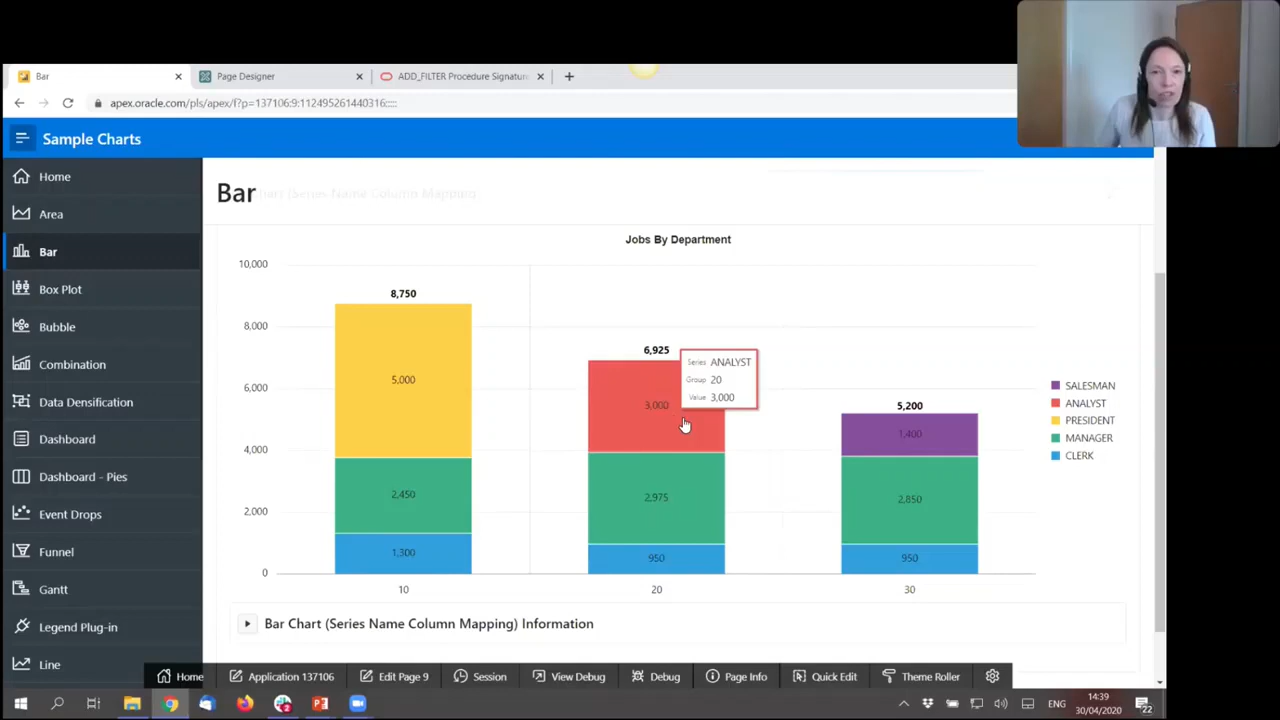 Bar
Page Designer
ADD_FILTER Procedure Signature
apex.oracle.com/pls/apex/f?p=137106:9:112495261440316:::::
Sample Charts
Home
Area
Bar
Box Plot
Bubble
Combination
Data Densification
Dashboard
Dashboard - Pies
Event Drops
Funnel
Gantt
Legend Plug-in
Line
Bar
Chart (Series Name Column Mapping)
Jobs By Department
10,000
8,000
6,000
4,000
2,000
0
8,750
5,000
2,450
1,300
10
6,925
3,000
2,975
950
20
Series ANALYST
Group 20
Value 3,000
5,200
1,400
2,850
950
30
SALESMAN
ANALYST
PRESIDENT
MANAGER
CLERK
Bar Chart (Series Name Column Mapping) Information
Home
Application 137106
Edit Page 9
Session
View Debug
Debug
Page Info
Quick Edit
Theme Roller
ENG
14:39
30/04/2020
22